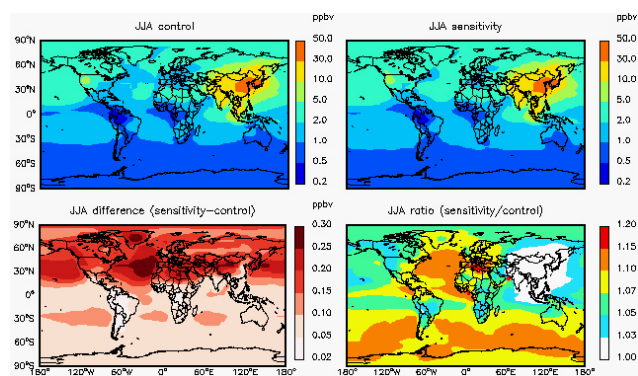 JJA control
ppbv
90°N
60°N
30°N
0°
30°S
60°S
90°S
50.0
30.0
10.0
5.0
2.0
1.0
0.5
0.2
JJA sensitivity
ppbv
50.0
30.0
10.0
5.0
2.0
1.0
0.5
0.2
JJA difference (sensitivity-control)
ppbv
90°N
60°N
30°N
0°
30°S
60°S
90°S
180°
120°W
60°W
0°
60°E
120°E
180°
0.30
0.25
0.20
0.15
0.10
0.05
0.02
JJA ratio (sensitivity/control)
180°
120°W
60°W
0°
60°E
120°E
180°
1.20
1.15
1.10
1.07
1.05
1.03
1.00